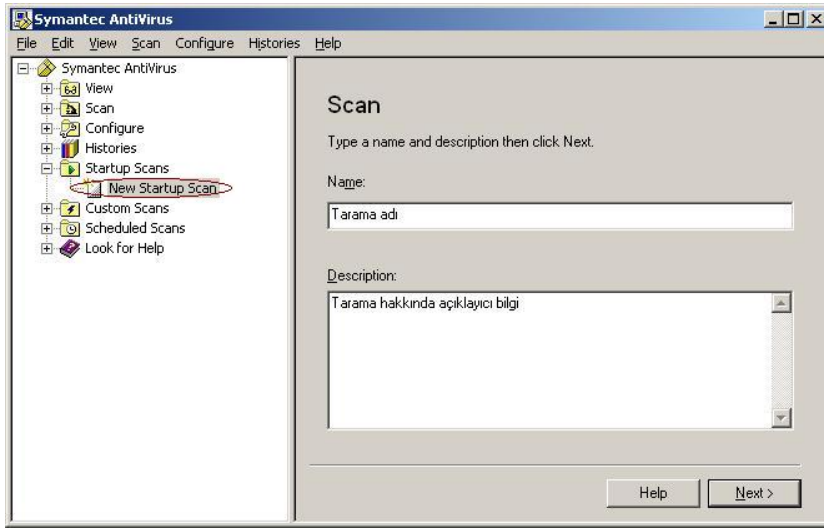 Symantec AntiVirus
File Edit View Scan Configure Histories Help
Symantec AntiVirus
View
Scan
Configure
Histories
Startup Scans
New Startup Scan
Custom Scans
Scheduled Scans
Look for Help
Scan
Type a name and description then click Next.
Name:
Tarama adı
Description:
Tarama hakkında açıklayıcı bilgi
Help
Next >